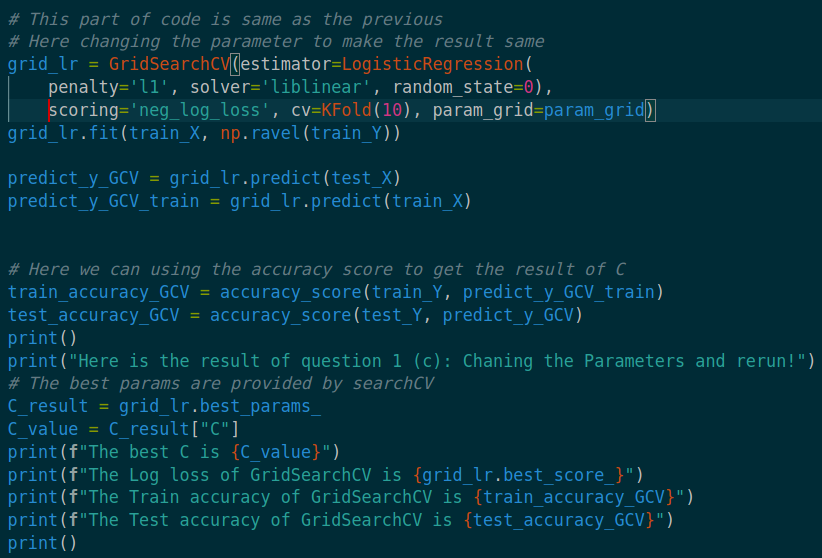 # This part of code is same as the previous
# Here changing the parameter to make the result same
grid_lr = GridSearchCV(estimator=LogisticRegression(
    penalty='l1', solver='liblinear', random_state=0),
    scoring='neg_log_loss', cv=KFold(10), param_grid=param_grid)
grid_lr.fit(train_X, np.ravel(train_Y))

predict_y_GCV = grid_lr.predict(test_X)
predict_y_GCV_train = grid_lr.predict(train_X)


# Here we can using the accuracy score to get the result of C
train_accuracy_GCV = accuracy_score(train_Y, predict_y_GCV_train)
test_accuracy_GCV = accuracy_score(test_Y, predict_y_GCV)
print()
print("Here is the result of question 1 (c): Chaning the Parameters and rerun!")
# The best params are provided by searchCV
C_result = grid_lr.best_params_
C_value = C_result["C"]
print(f"The best C is {C_value}")
print(f"The Log loss of GridSearchCV is {grid_lr.best_score_}")
print(f"The Train accuracy of GridSearchCV is {train_accuracy_GCV}")
print(f"The Test accuracy of GridSearchCV is {test_accuracy_GCV}")
print()